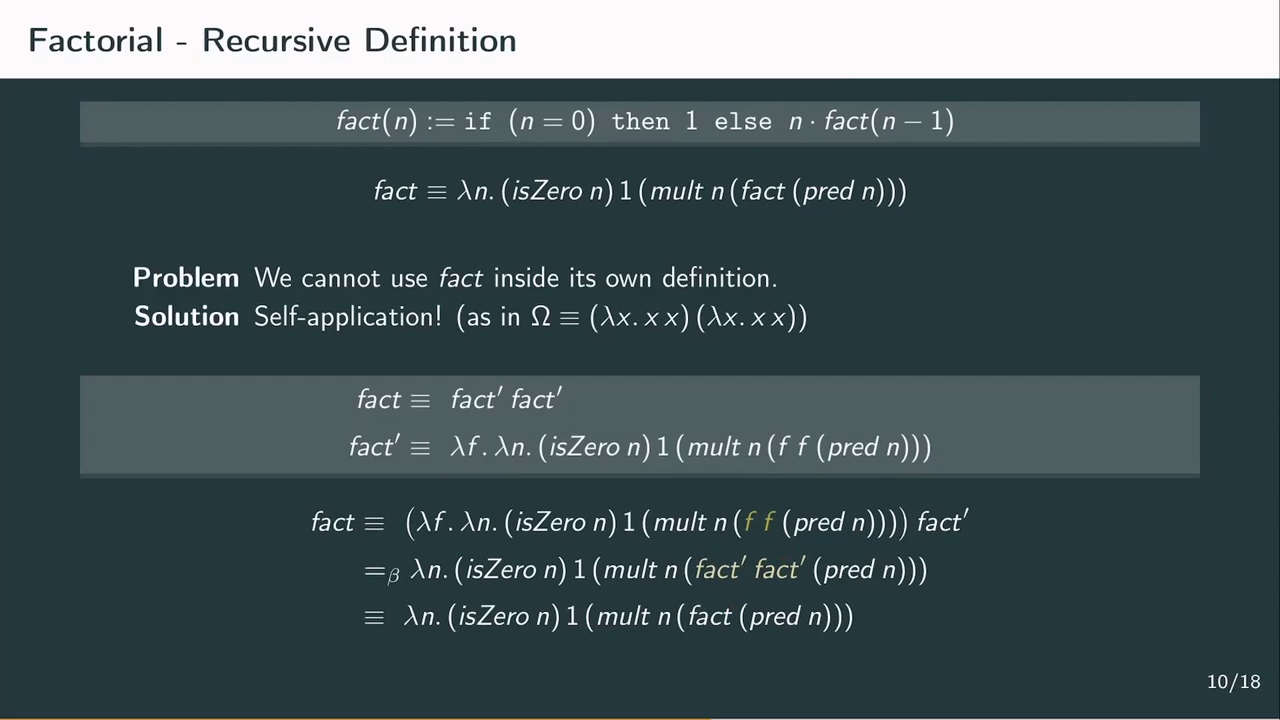 Factorial - Recursive Definition
fact(n) := if (n = 0) then 1 else n · fact(n − 1)
fact ≡ λn. (isZero n) 1 (mult n (fact (pred n)))
Problem We cannot use fact inside its own definition.
Solution Self-application! (as in Ω ≡ (λx. x x) (λx. x x))
fact ≡ fact′ fact′
fact′ ≡ λf. λn. (isZero n) 1 (mult n (f f (pred n)))
fact ≡ (λf. λn. (isZero n) 1 (mult n (f f (pred n)))) fact′
=β λn. (isZero n) 1 (mult n (fact′ fact′ (pred n)))
≡ λn. (isZero n) 1 (mult n (fact (pred n)))
10/18